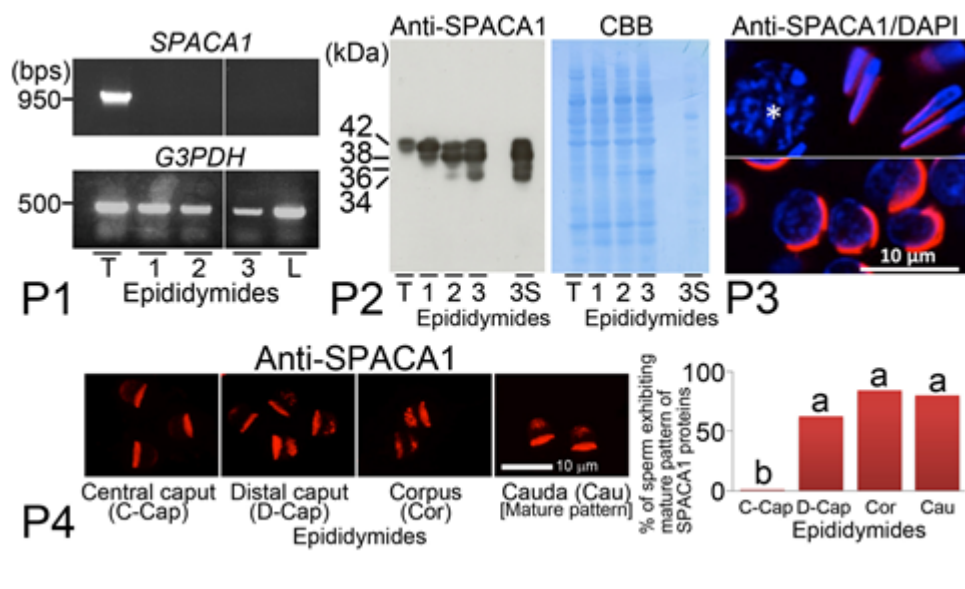 SPACA1
(bps)
950
G3PDH
500
T 1 2 3 L
Epididymides
P1
Anti-SPACA1 CBB
(kDa)
42
38
36
34
T 1 2 3 3S T 1 2 3 3S
Epididymides Epididymides
P2
Anti-SPACA1/DAPI
*
10 μm
P3
Anti-SPACA1
10 μm
Central caput
(C-Cap)
Distal caput
(D-Cap)
Corpus
(Cor)
Cauda (Cau)
[Mature pattern]
Epididymides
P4
% of sperm exhibiting
mature pattern of
SPACA1 proteins
100
50
0
b a a a
C-Cap D-Cap Cor Cau
Epididymides